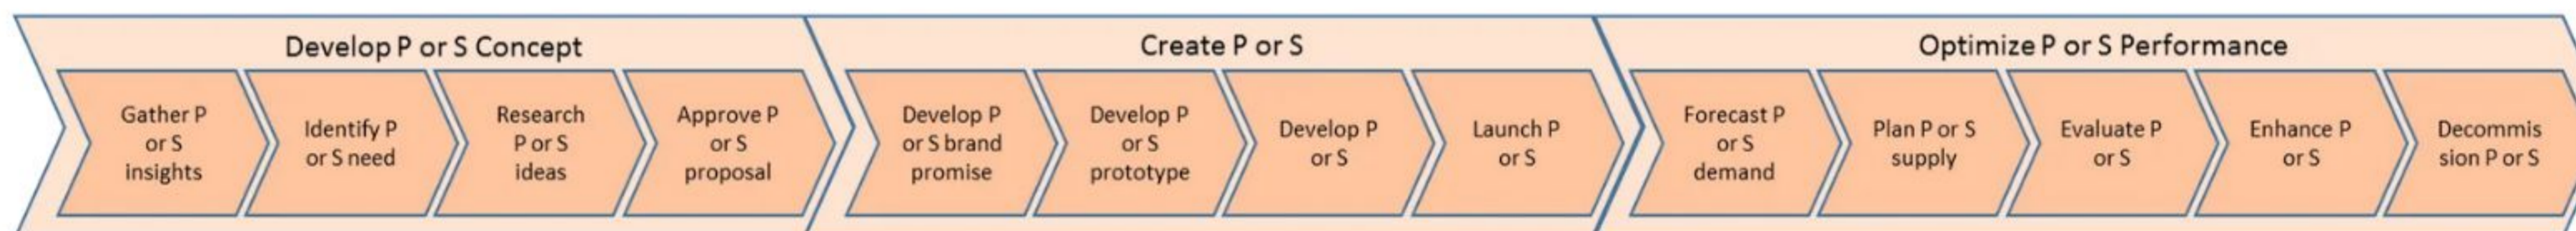 Develop P or S Concept
Gather P
or S
insights
Identify P
or S need
Research
P or S
ideas
Approve P
or S
proposal
Create P or S
Develop P
or S brand
promise
Develop P
or S
prototype
Develop P
or S
Launch P
or S
Optimize P or S Performance
Forecast P
or S
demand
Plan P or S
supply
Evaluate P
or S
Enhance P
or S
Decommis
sion P or S